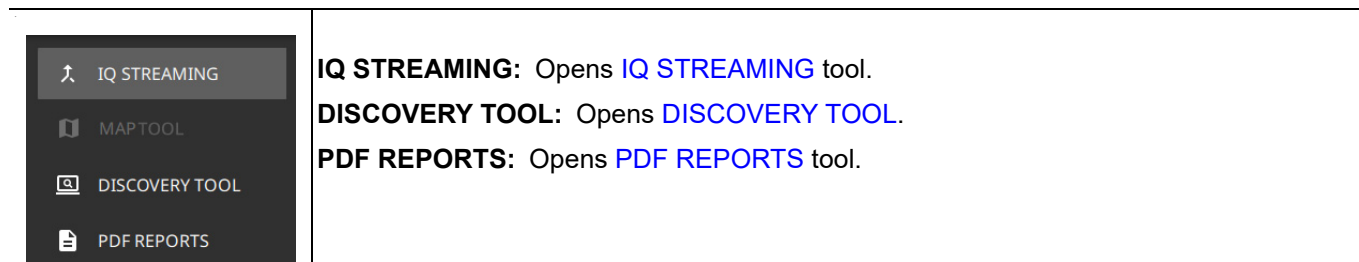 IQ STREAMING
MAP TOOL
DISCOVERY TOOL
PDF REPORTS
IQ STREAMING: Opens IQ STREAMING tool.
DISCOVERY TOOL: Opens DISCOVERY TOOL.
PDF REPORTS: Opens PDF REPORTS tool.